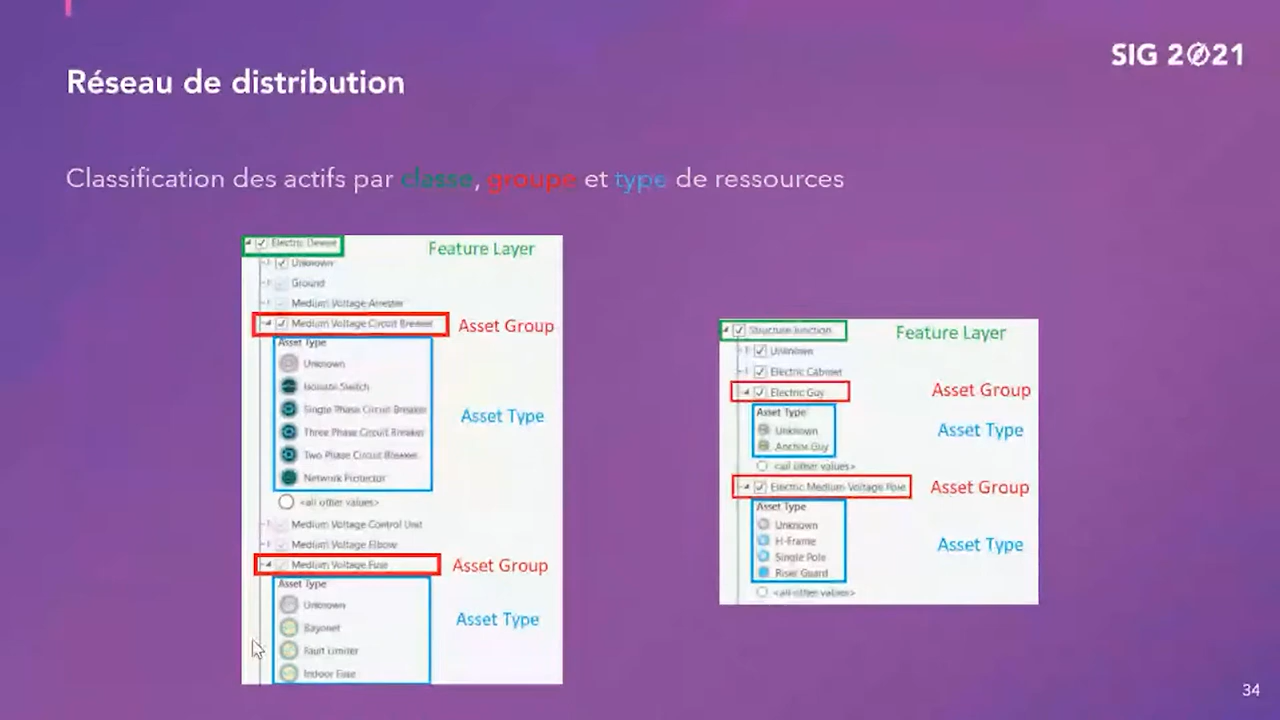 SIG 2021
Réseau de distribution
Classification des actifs par classe, groupe et type de ressources
Electric Device
Feature Layer
Unknown
Ground
Medium Voltage Arrester
Medium Voltage Circuit Breaker
Asset Group
Asset Type
Unknown
Isolate Switch
Single Phase Circuit Breaker
Asset Type
Three Phase Circuit Breaker
Two Phase Circuit Breaker
Network Protector
<all other values>
Medium Voltage Control Unit
Medium Voltage Elbow
Medium Voltage Fuse
Asset Group
Asset Type
Unknown
Asset Type
Bayonet
Fault Limiter
Indoor Fuse
Structure Junction
Feature Layer
Unknown
Electric Cabinet
Electric Guy
Asset Group
Asset Type
Unknown
Asset Type
Anchor Guy
<all other values>
Electric Medium Voltage Pole
Asset Group
Asset Type
Unknown
H-Frame
Asset Type
Single Pole
Riser Guard
<all other values>
34